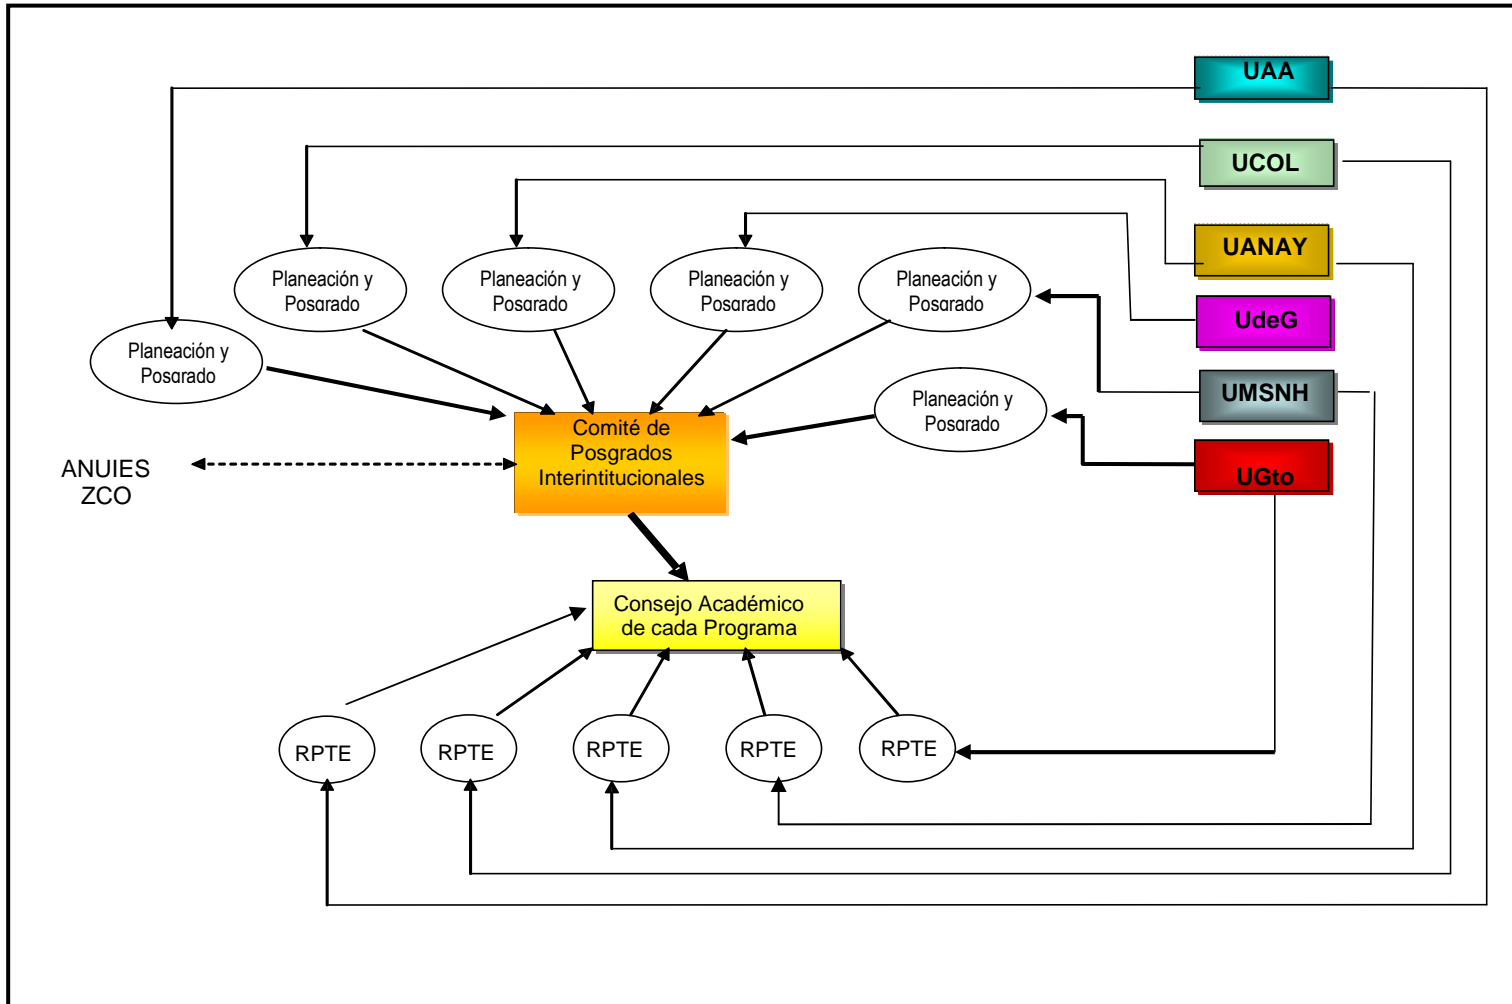 UAA
UCOL
UANAY
UdeG
UMSNH
UGto
Planeación y
Posgrado
Planeación y
Posgrado
Planeación y
Posgrado
Planeación y
Posgrado
Planeación y
Posgrado
Planeación y
Posgrado
Comité de
Posgrados
Interintitucionales
ANUIES
ZCO
Consejo Académico
de cada Programa
RPTE
RPTE
RPTE
RPTE
RPTE